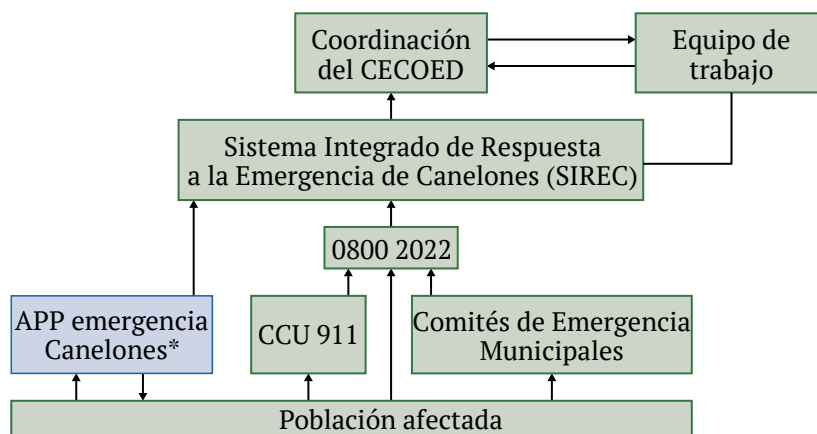 Coordinación
del CECOED
Equipo de
trabajo
Sistema Integrado de Respuesta
a la Emergencia de Canelones (SIREC)
0800 2022
APP emergencia
Canelones*
CCU 911
Comités de Emergencia
Municipales
Población afectada